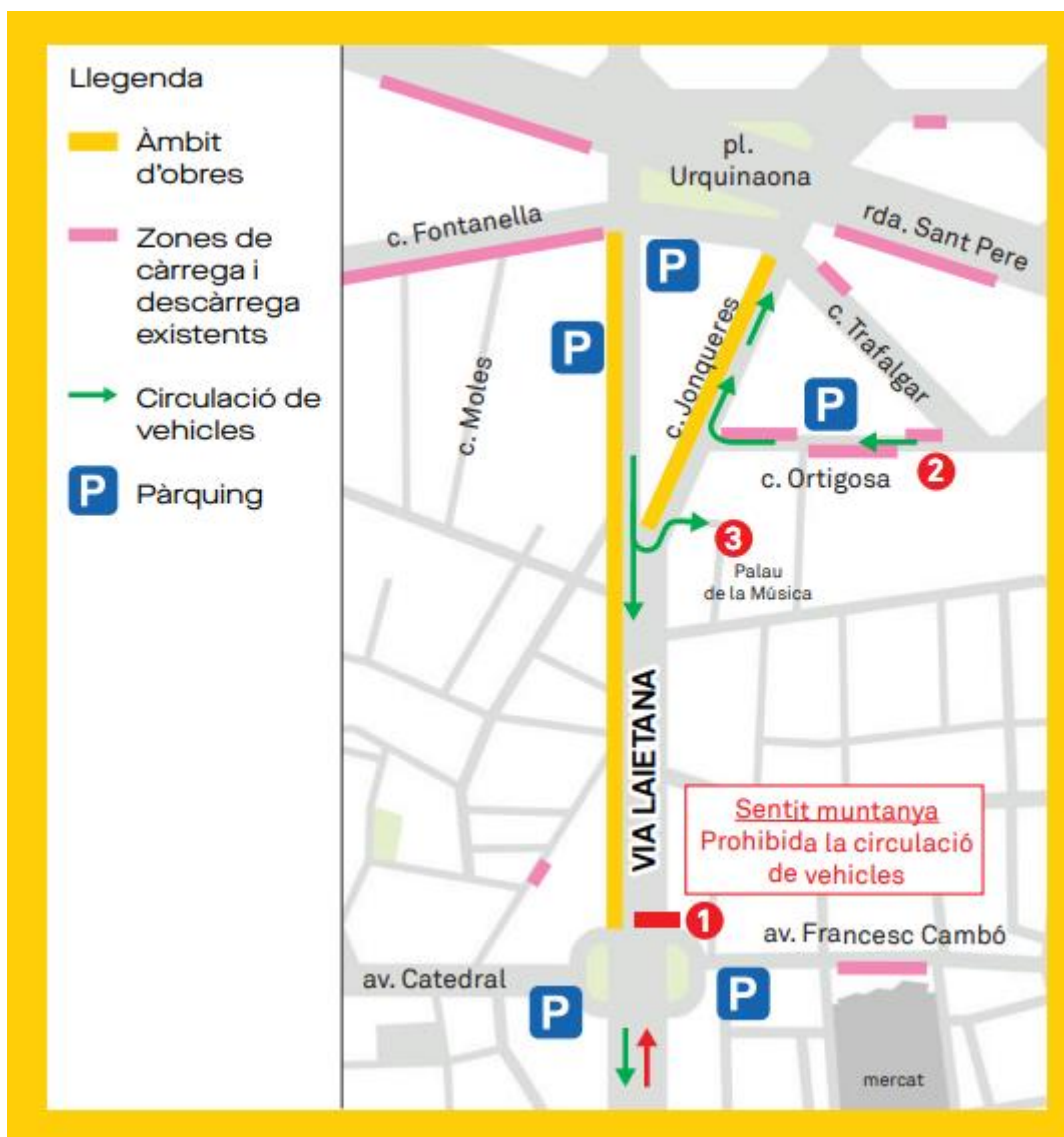 Llegenda
Àmbit
d'obres
Zones de
càrrega i
descàrrega
existents
Circulació de
vehicles
P
Pàrquing
pl.
Urquinaona
c. Fontanella
rda. Sant Pere
P
P
c. Moles
c. Jonqueres
c. Trafalgar
P
c. Ortigosa
2
3
Palau
de la Música
VIA LAIETANA
Sentit muntanya
Prohibida la circulació
de vehicles
1
av. Francesc Cambó
av. Catedral
P
P
mercat